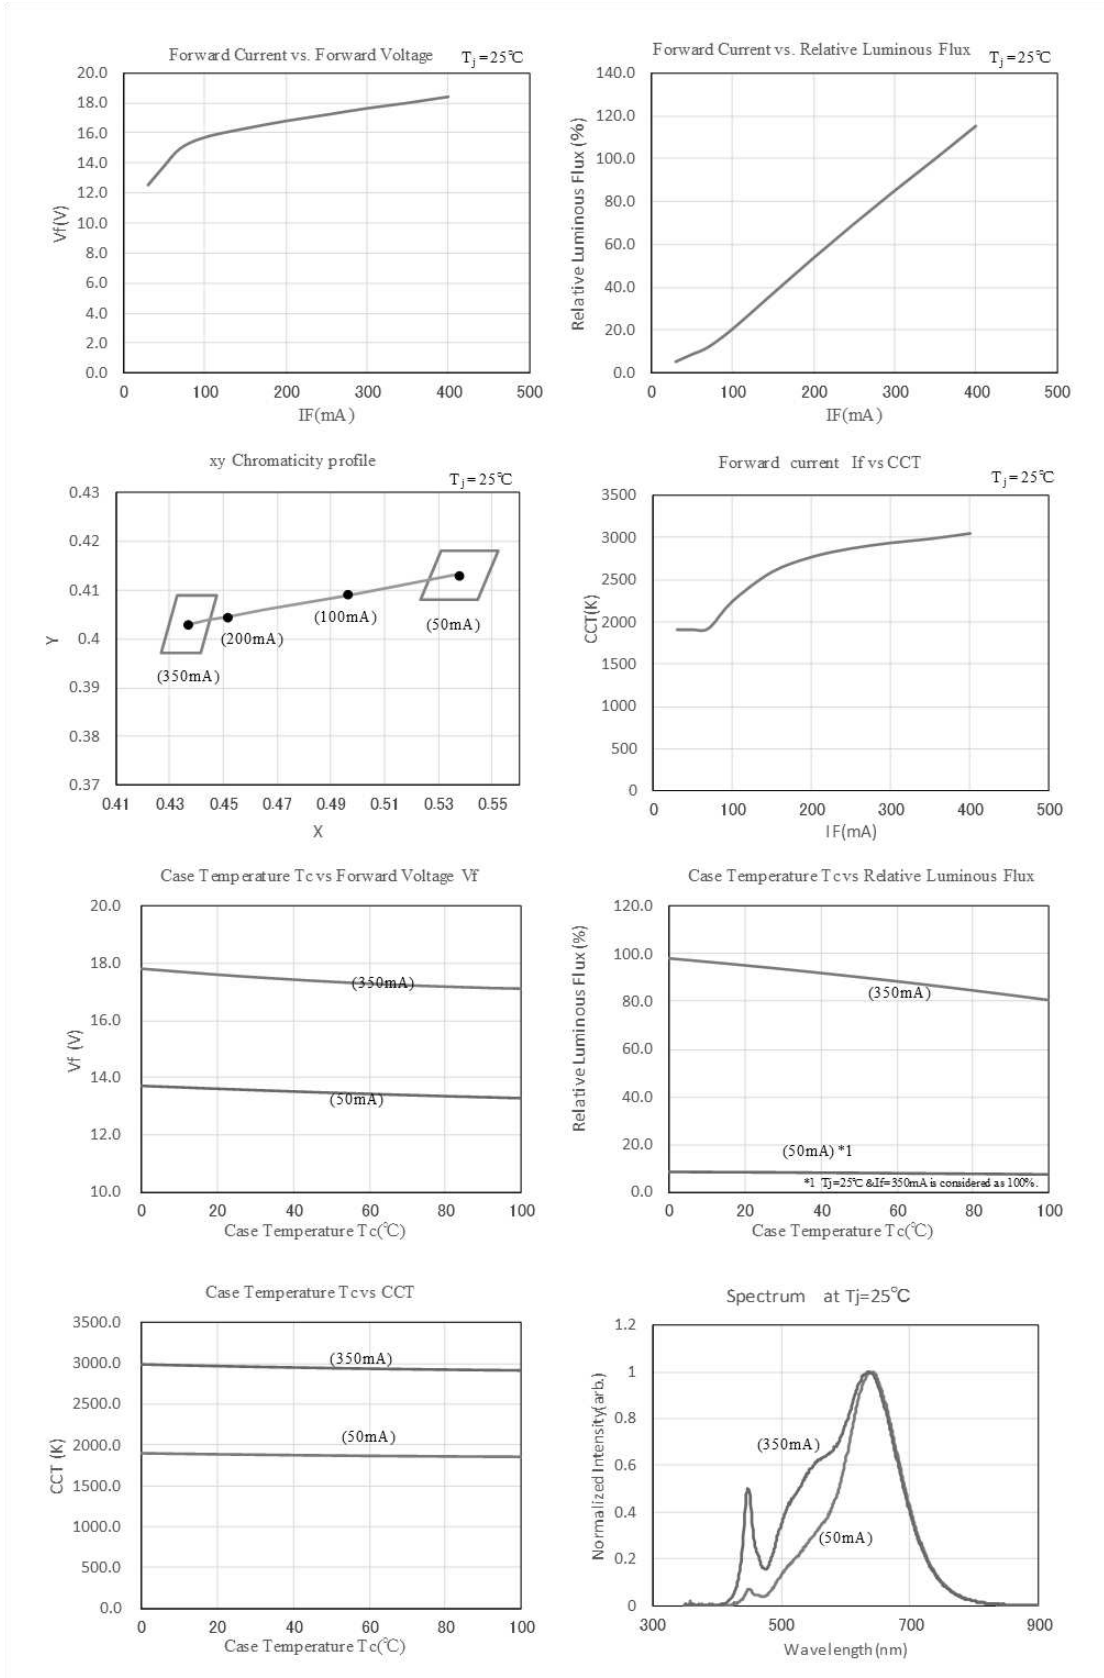 Forward Current vs. Forward Voltage
Tj=25℃
20.0
18.0
16.0
14.0
12.0
10.0
8.0
6.0
4.0
2.0
0.0
Vf(V)
0 100 200 300 400 500
IF(mA)
Forward Current vs. Relative Luminous Flux
Tj=25℃
140.0
120.0
100.0
80.0
60.0
40.0
20.0
0.0
Relative Luminous Flux (%)
0 100 200 300 400 500
IF(mA)
xy Chromaticity profile
Tj=25℃
0.43
0.42
0.41
0.4
0.39
0.38
0.37
Y
(350mA)
(200mA)
(100mA)
(50mA)
0.41 0.43 0.45 0.47 0.49 0.51 0.53 0.55
X
Forward current If vs CCT
Tj=25℃
3500
3000
2500
2000
1500
1000
500
0
CCT(K)
0 100 200 300 400 500
IF(mA)
Case Temperature Tc vs Forward Voltage Vf
20.0
18.0
16.0
14.0
12.0
10.0
Vf (V)
(350mA)
(50mA)
0 20 40 60 80 100
Case Temperature Tc(℃)
Case Temperature Tc vs Relative Luminous Flux
120.0
100.0
80.0
60.0
40.0
20.0
0.0
Relative Luminous Flux (%)
(350mA)
(50mA) *1
*1 Tj=25℃ &If=350mA is considered as 100%.
0 20 40 60 80 100
Case Temperature Tc(℃)
Case Temperature Tc vs CCT
3500.0
3000.0
2500.0
2000.0
1500.0
1000.0
500.0
0.0
CCT (K)
(350mA)
(50mA)
0 20 40 60 80 100
Case Temperature Tc(℃)
Spectrum at Tj=25℃
1.2
1
0.8
0.6
0.4
0.2
0
Normalized Intensity(arb.)
(350mA)
(50mA)
300 500 700 900
Wavelength(nm)